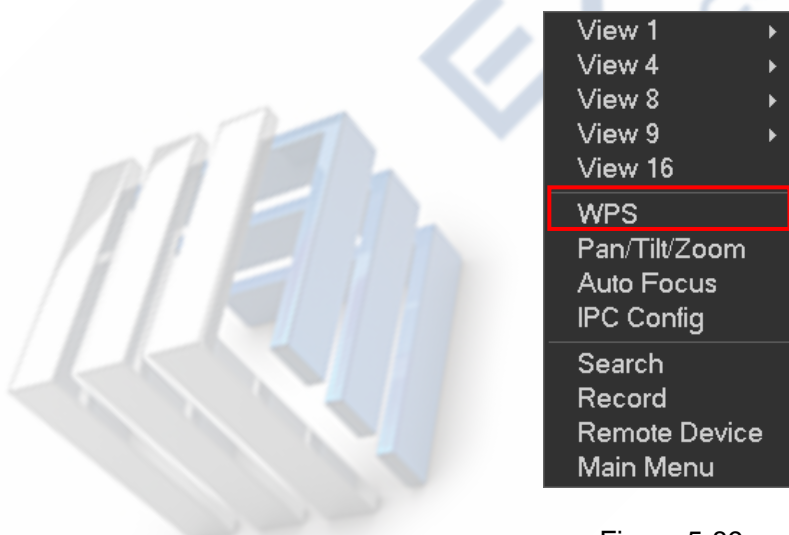 View 1
View 4
View 8
View 9
View 16
WPS
Pan/Tilt/Zoom
Auto Focus
IPC Config
Search
Record
Remote Device
Main Menu